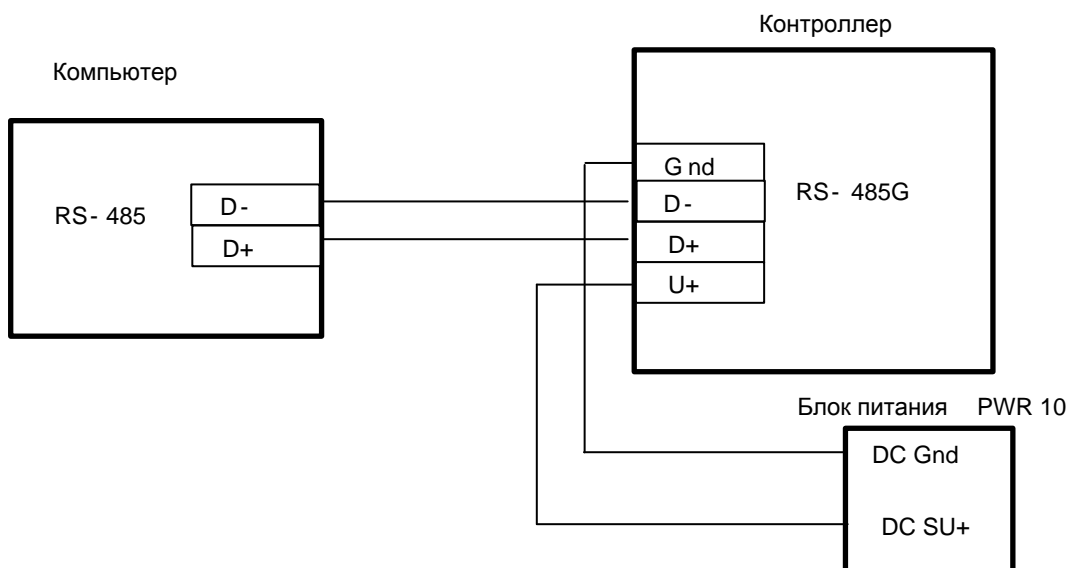 Контроллер
Компьютер
G nd
RS- 485G
D-
D-
RS- 485
D+
D+
U+
Блок питания PWR 10
DC Gnd
DC SU+